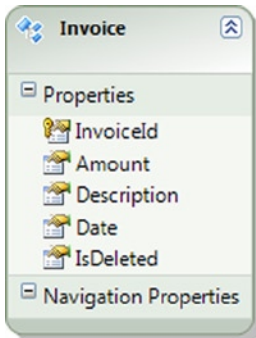 Invoice
Properties
InvoiceId
Amount
Description
Date
IsDeleted
Navigation Properties